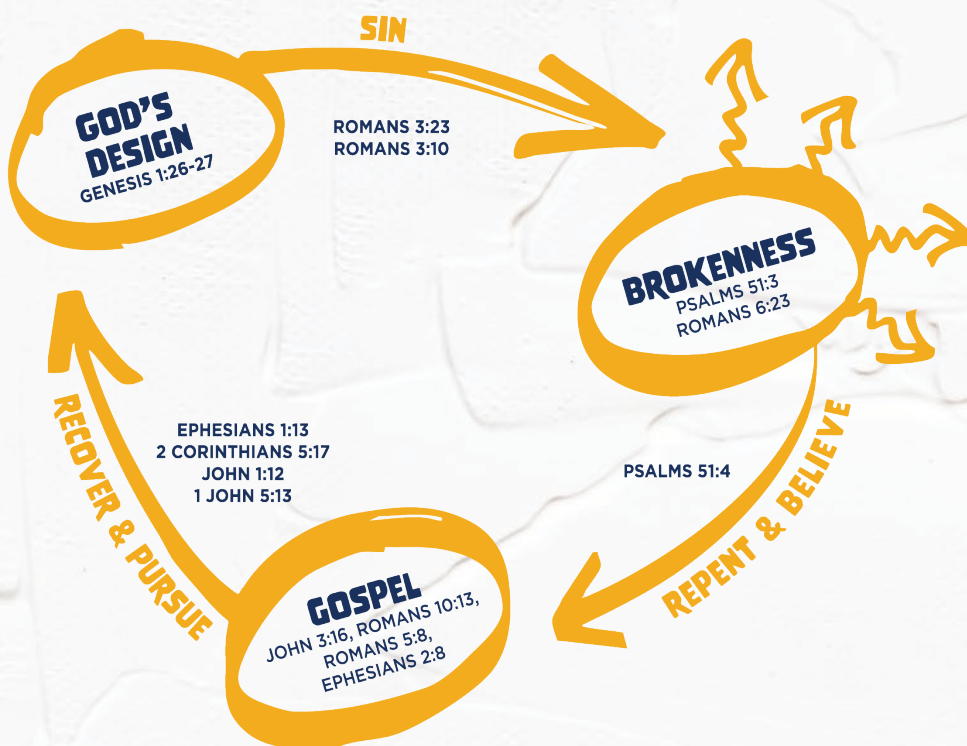 SIN
GOD'S
DESIGN
GENESIS 1:26-27
ROMANS 3:23
ROMANS 3:10
BROKENNESS
PSALMS 51:3
ROMANS 6:23
REPENT & BELIEVE
PSALMS 51:4
GOSPEL
JOHN 3:16, ROMANS 10:13,
ROMANS 5:8,
EPHESIANS 2:8
RECOVER & PURSUE
EPHESIANS 1:13
2 CORINTHIANS 5:17
JOHN 1:12
1 JOHN 5:13